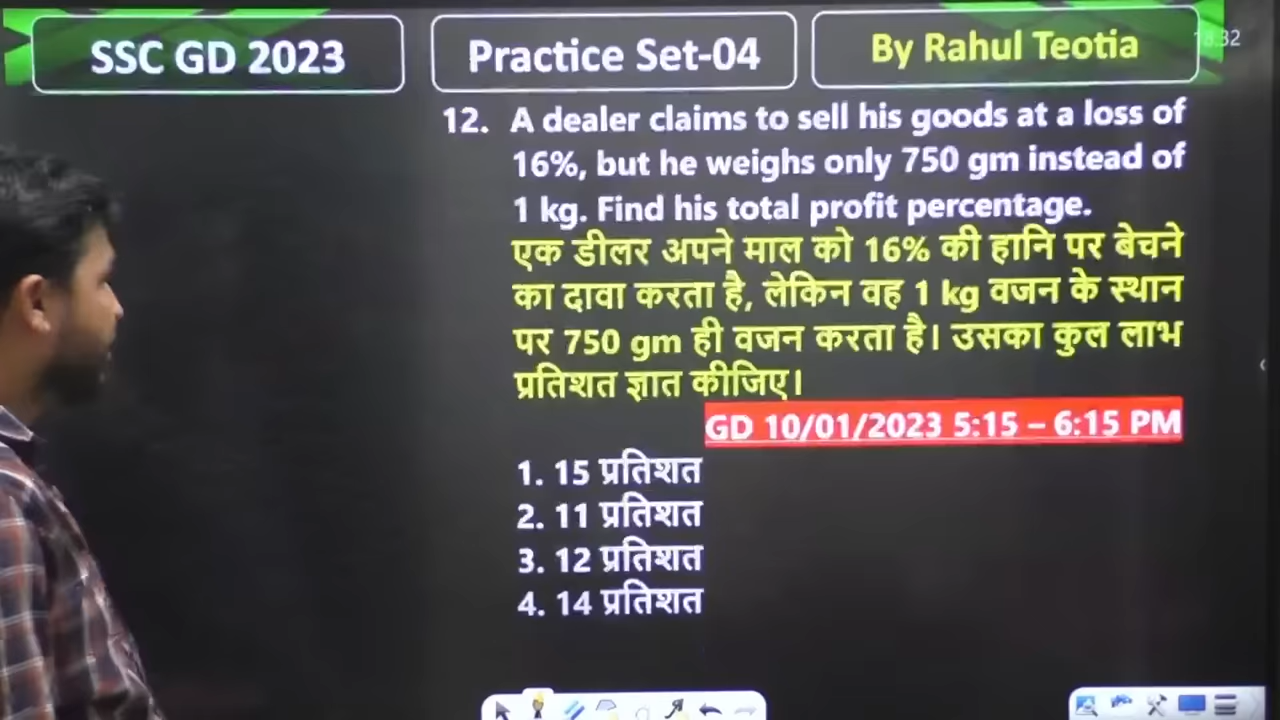 SSC GD 2023
Practice Set-04
By Rahul Teotia
12. A dealer claims to sell his goods at a loss of
16%, but he weighs only 750 gm instead of
1 kg. Find his total profit percentage.
एक डीलर अपने माल को 16% की हानि पर बेचने
का दावा करता है, लेकिन वह 1 kg वजन के स्थान
पर 750 gm ही वजन करता है। उसका कुल लाभ
प्रतिशत ज्ञात कीजिए।
GD 10/01/2023 5:15 – 6:15 PM
1. 15 प्रतिशत
2. 11 प्रतिशत
3. 12 प्रतिशत
4. 14 प्रतिशत